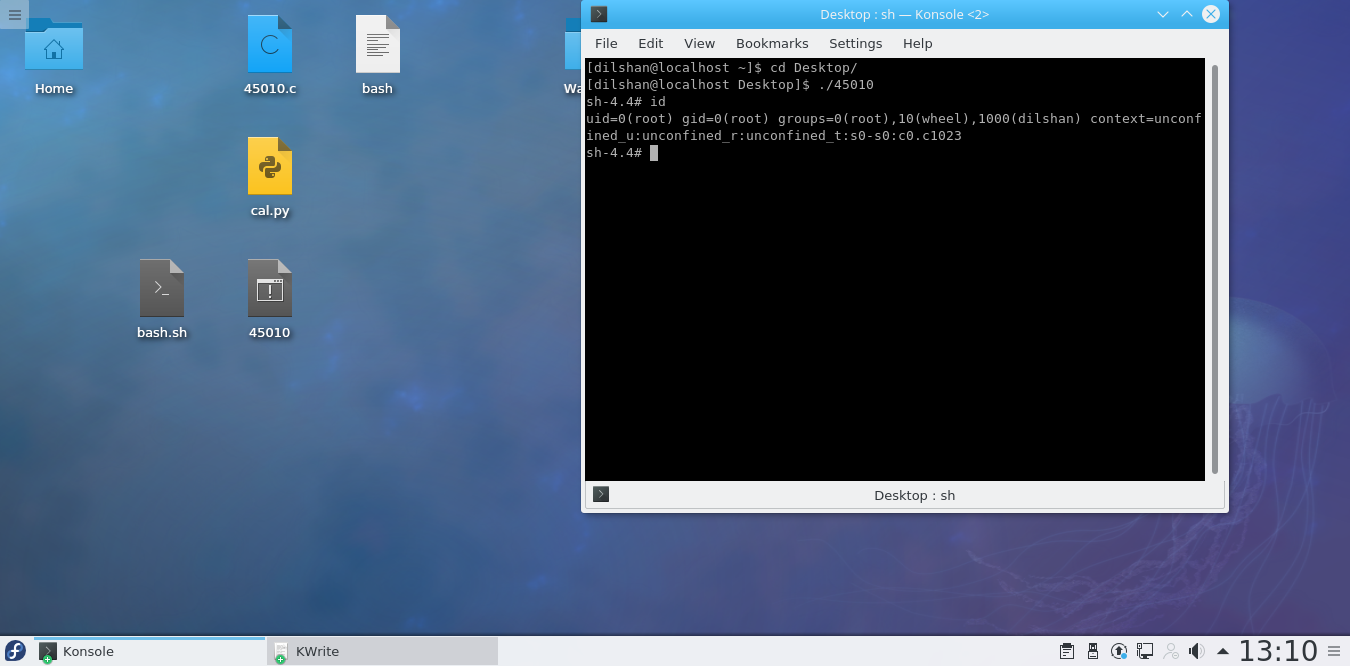 Home
45010.c
bash
Wa
cal.py
bash.sh
45010
Desktop : sh — Konsole <2>
File Edit View Bookmarks Settings Help
[dilshan@localhost ~]$ cd Desktop/
[dilshan@localhost Desktop]$ ./45010
sh-4.4# id
uid=0(root) gid=0(root) groups=0(root),10(wheel),1000(dilshan) context=unconf
ined_u:unconfined_r:unconfined_t:s0-s0:c0.c1023
sh-4.4#
Desktop : sh
Konsole
KWrite
13:10